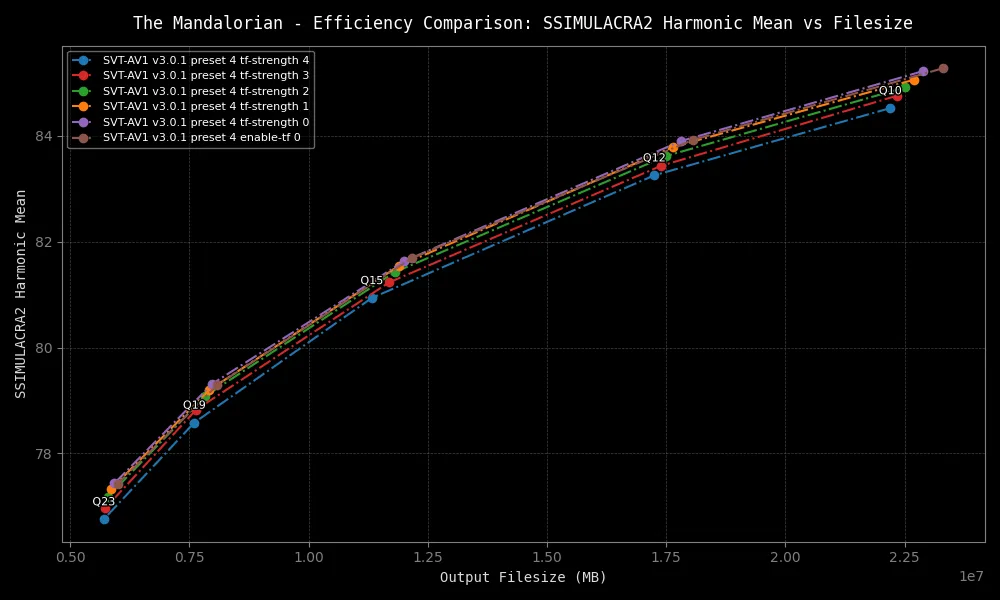 The Mandalorian - Efficiency Comparison: SSIMULACRA2 Harmonic Mean vs Filesize
SVT-AV1 v3.0.1 preset 4 tf-strength 4
SVT-AV1 v3.0.1 preset 4 tf-strength 3
SVT-AV1 v3.0.1 preset 4 tf-strength 2
SVT-AV1 v3.0.1 preset 4 tf-strength 1
SVT-AV1 v3.0.1 preset 4 tf-strength 0
SVT-AV1 v3.0.1 preset 4 enable-tf 0
SSIMULACRA2 Harmonic Mean
84
82
80
78
Q10
Q12
Q15
Q19
Q23
0.50 0.75 1.00 1.25 1.50 1.75 2.00 2.25
1e7
Output Filesize (MB)